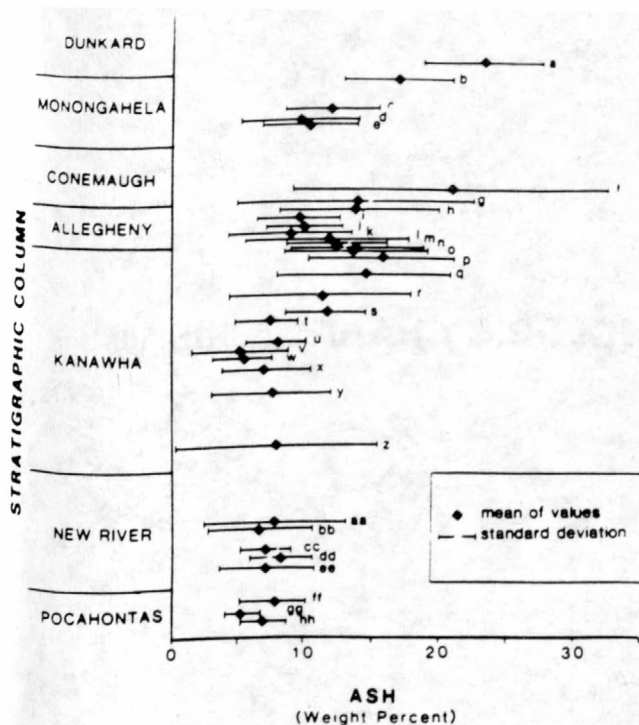 STRATIGRAPHIC COLUMN
DUNKARD
MONONGAHELA
CONEMAUGH
ALLEGHENY
KANAWHA
NEW RIVER
POCAHONTAS
a
b
c
d
e
g
h
j
k
l
m
n
o
p
q
r
s
t
u
v
w
x
y
z
aa
bb
cc
dd
ee
ff
gg
hh
mean of values
standard deviation
0
10
20
30
ASH
(Weight Percent)